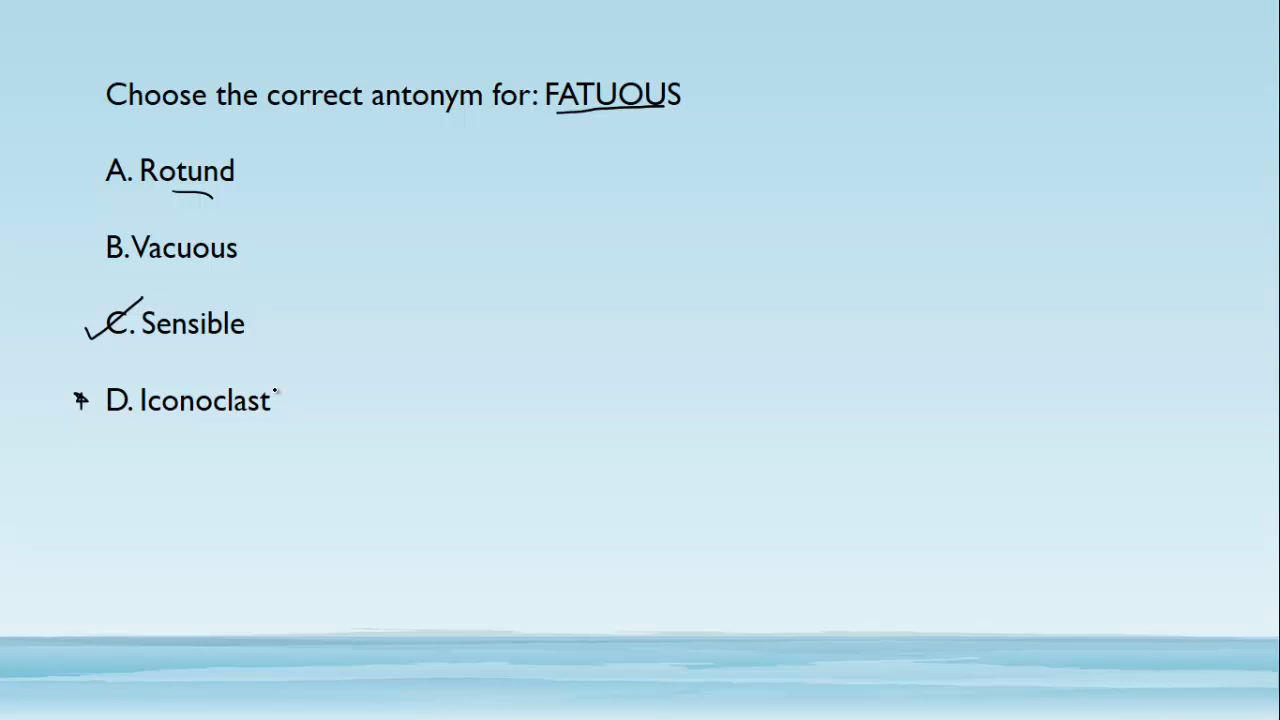 Choose the correct antonym for: FATUOUS
A. Rotund
B. Vacuous
C. Sensible
D. Iconoclast